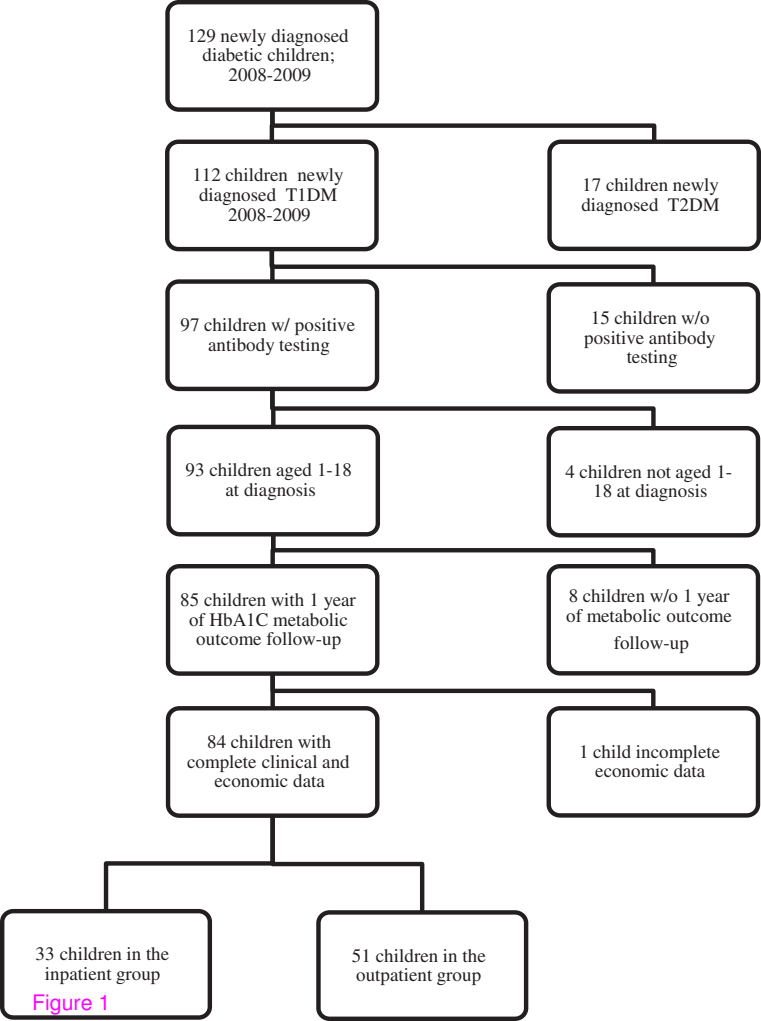 129 newly diagnosed
diabetic children;
2008-2009
112 children newly
diagnosed T1DM
2008-2009
17 children newly
diagnosed T2DM
97 children w/ positive
antibody testing
15 children w/o
positive antibody
testing
93 children aged 1-18
at diagnosis
4 children not aged 1-
18 at diagnosis
85 children with 1 year
of HbA1C metabolic
outcome follow-up
8 children w/o 1 year
of metabolic outcome
follow-up
84 children with
complete clinical and
economic data
1 child incomplete
economic data
33 children in the
inpatient group
Figure 1
51 children in the
outpatient group